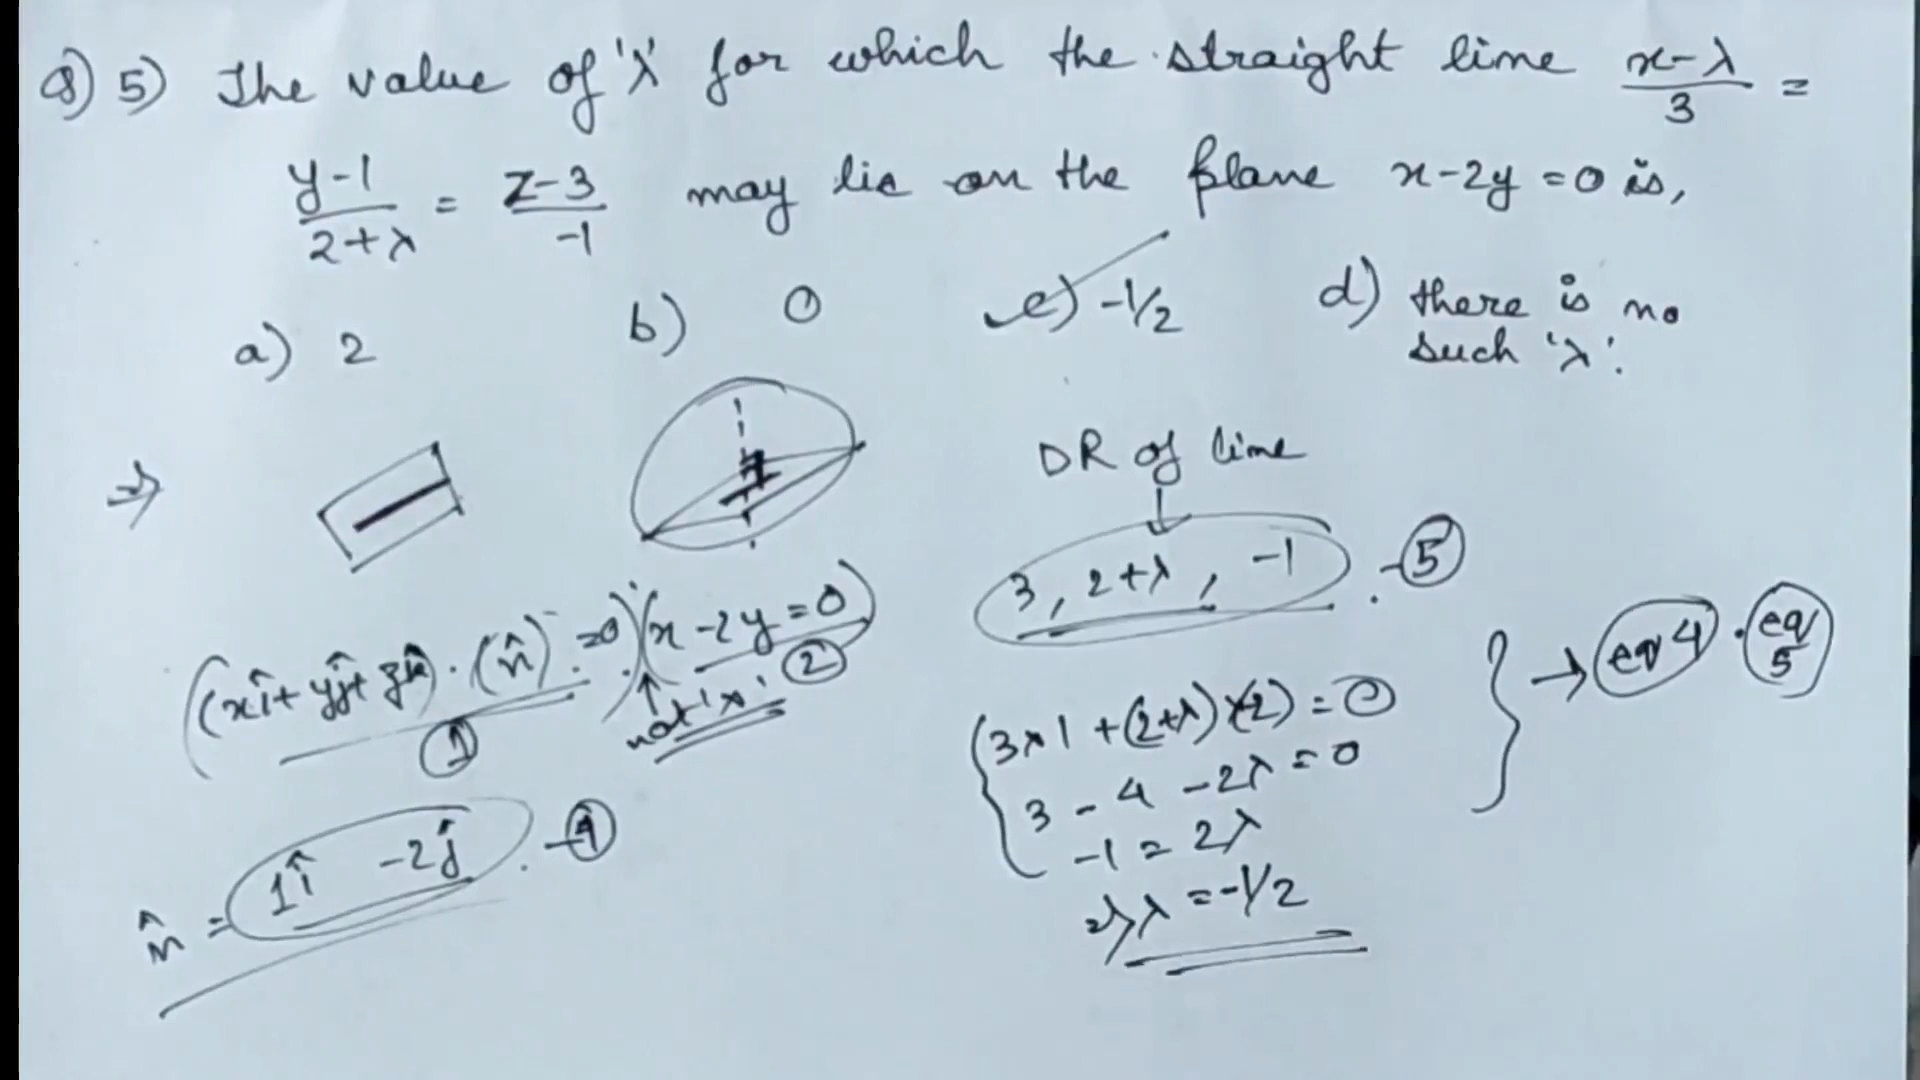 Q) 5) The value of 'λ' for which the straight line x-λ/3 =
y-1/2+λ = z-3/-1 may lie on the plane x-2y=0 is,
a) 2 b) 0 c) -1/2 d) there is no such 'λ'.
⇒
DR of line
↓
3, 2+λ, -1 . -⑤
(xî + yĵ + zk̂) · (n̂) = 0
①
(x - 2y = 0)
②
↑
not 'λ'.
n̂ = 1î - 2ĵ . -④
3×1 + (2+λ)×(-2) = 0
3 - 4 - 2λ = 0
-1 = 2λ
⇒ λ = -1/2
→ eq 4 · eq 5